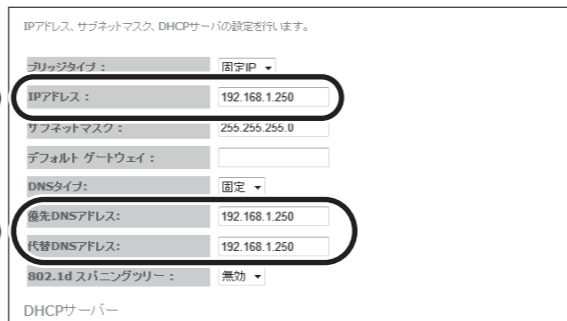 IPアドレス、サブネットマスク、DHCPサーバの設定を行います。
ブリッジタイプ： 固定IP
IPアドレス： 192.168.1.250
サブネットマスク： 255.255.255.0
デフォルト ゲートウェイ：
DNSタイプ: 固定
優先DNSアドレス: 192.168.1.250
代替DNSアドレス: 192.168.1.250
802.1d スパニングツリー： 無効
DHCPサーバー